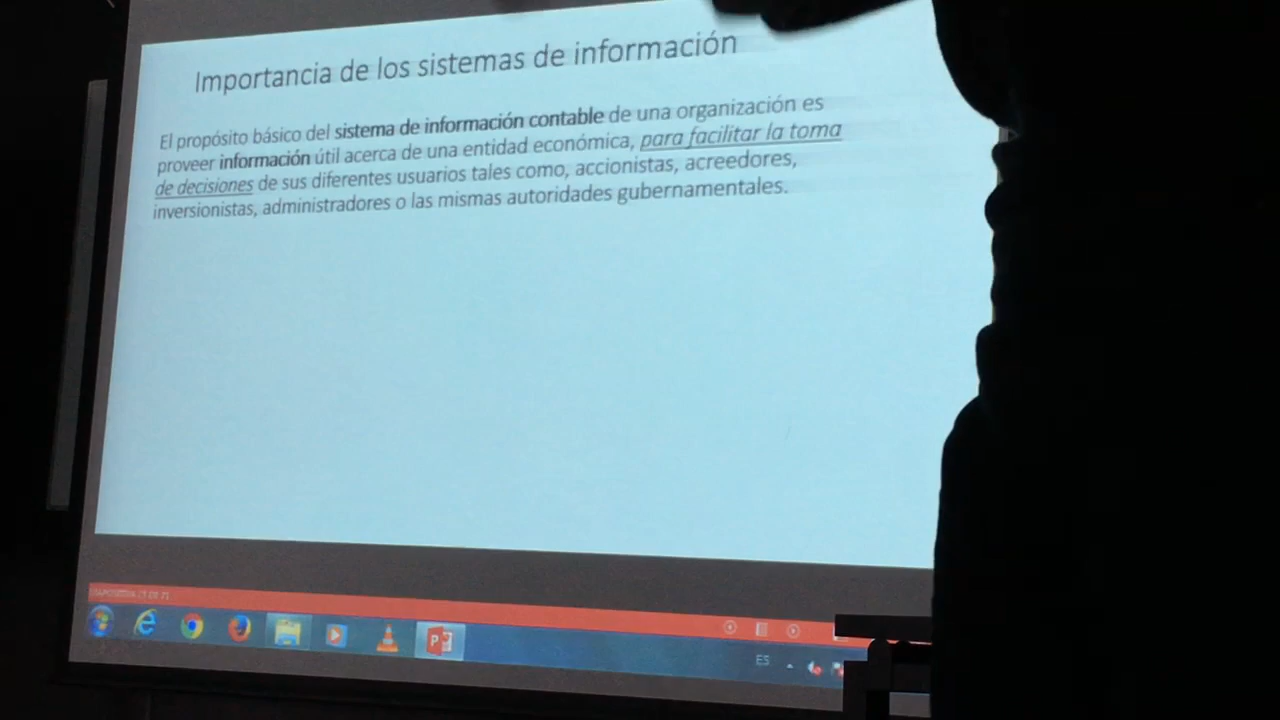 Importancia de los sistemas de información
El propósito básico del sistema de información contable de una organización es
proveer información útil acerca de una entidad económica, para facilitar la toma
de decisiones de sus diferentes usuarios tales como, accionistas, acreedores,
inversionistas, administradores o las mismas autoridades gubernamentales.
ES